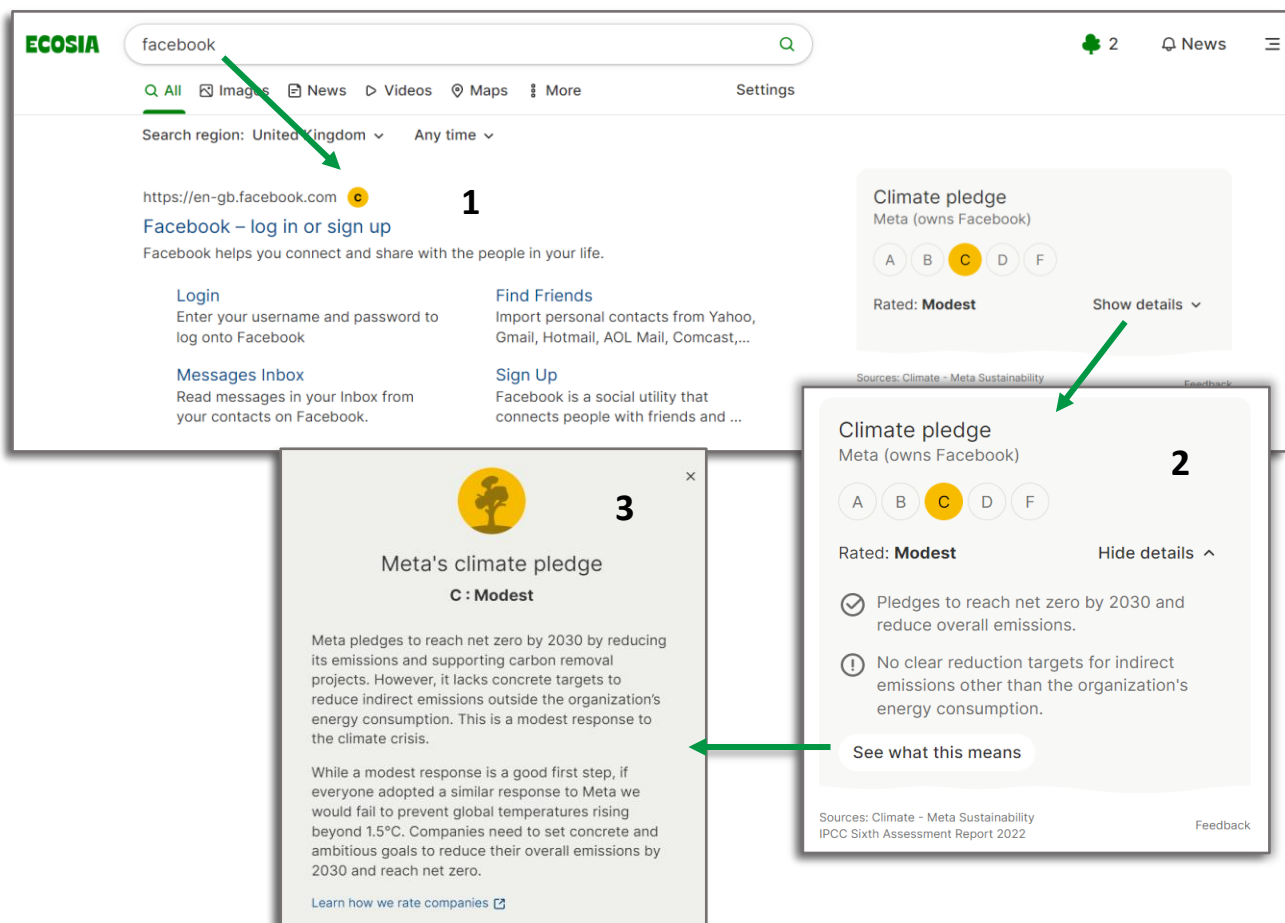 ECOSIA
facebook
2
News
All
Images
News
Videos
Maps
More
Settings
Search region: United Kingdom
Any time
https://en-gb.facebook.com
C
1
Facebook – log in or sign up
Facebook helps you connect and share with the people in your life.
Login
Enter your username and password to
log onto Facebook
Find Friends
Import personal contacts from Yahoo,
Gmail, Hotmail, AOL Mail, Comcast,...
Messages Inbox
Read messages in your Inbox from
your contacts on Facebook.
Sign Up
Facebook is a social utility that
connects people with friends and ...
Climate pledge
Meta (owns Facebook)
A B C D F
Rated: Modest
Show details
Sources: Climate - Meta Sustainability
Feedback
Climate pledge
2
Meta (owns Facebook)
A B C D F
Rated: Modest
Hide details
Pledges to reach net zero by 2030 and
reduce overall emissions.
No clear reduction targets for indirect
emissions other than the organization's
energy consumption.
See what this means
Sources: Climate - Meta Sustainability
IPCC Sixth Assessment Report 2022
Feedback
×
3
Meta's climate pledge
C : Modest
Meta pledges to reach net zero by 2030 by reducing
its emissions and supporting carbon removal
projects. However, it lacks concrete targets to
reduce indirect emissions outside the organization's
energy consumption. This is a modest response to
the climate crisis.
While a modest response is a good first step, if
everyone adopted a similar response to Meta we
would fail to prevent global temperatures rising
beyond 1.5°C. Companies need to set concrete and
ambitious goals to reduce their overall emissions by
2030 and reach net zero.
Learn how we rate companies